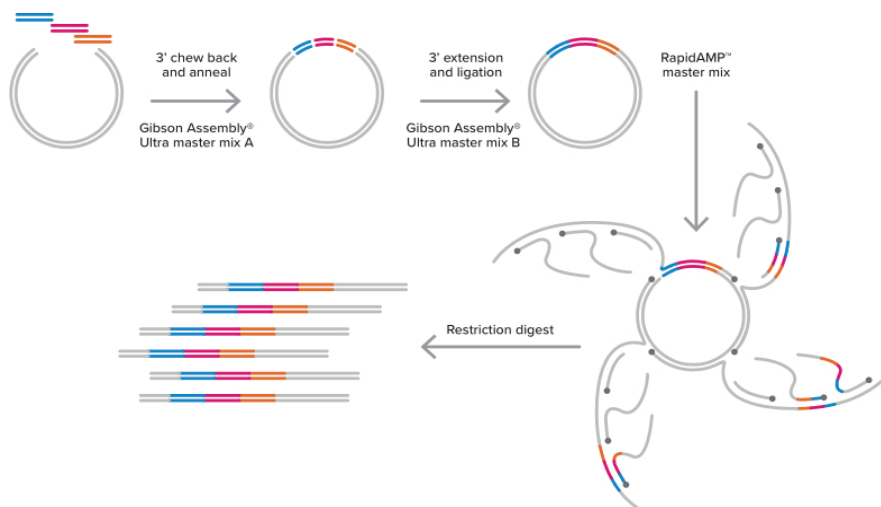 3’ chew back
and anneal
Gibson Assembly®
Ultra master mix A
3’ extension
and ligation
Gibson Assembly®
Ultra master mix B
RapidAMP™
master mix
Restriction digest